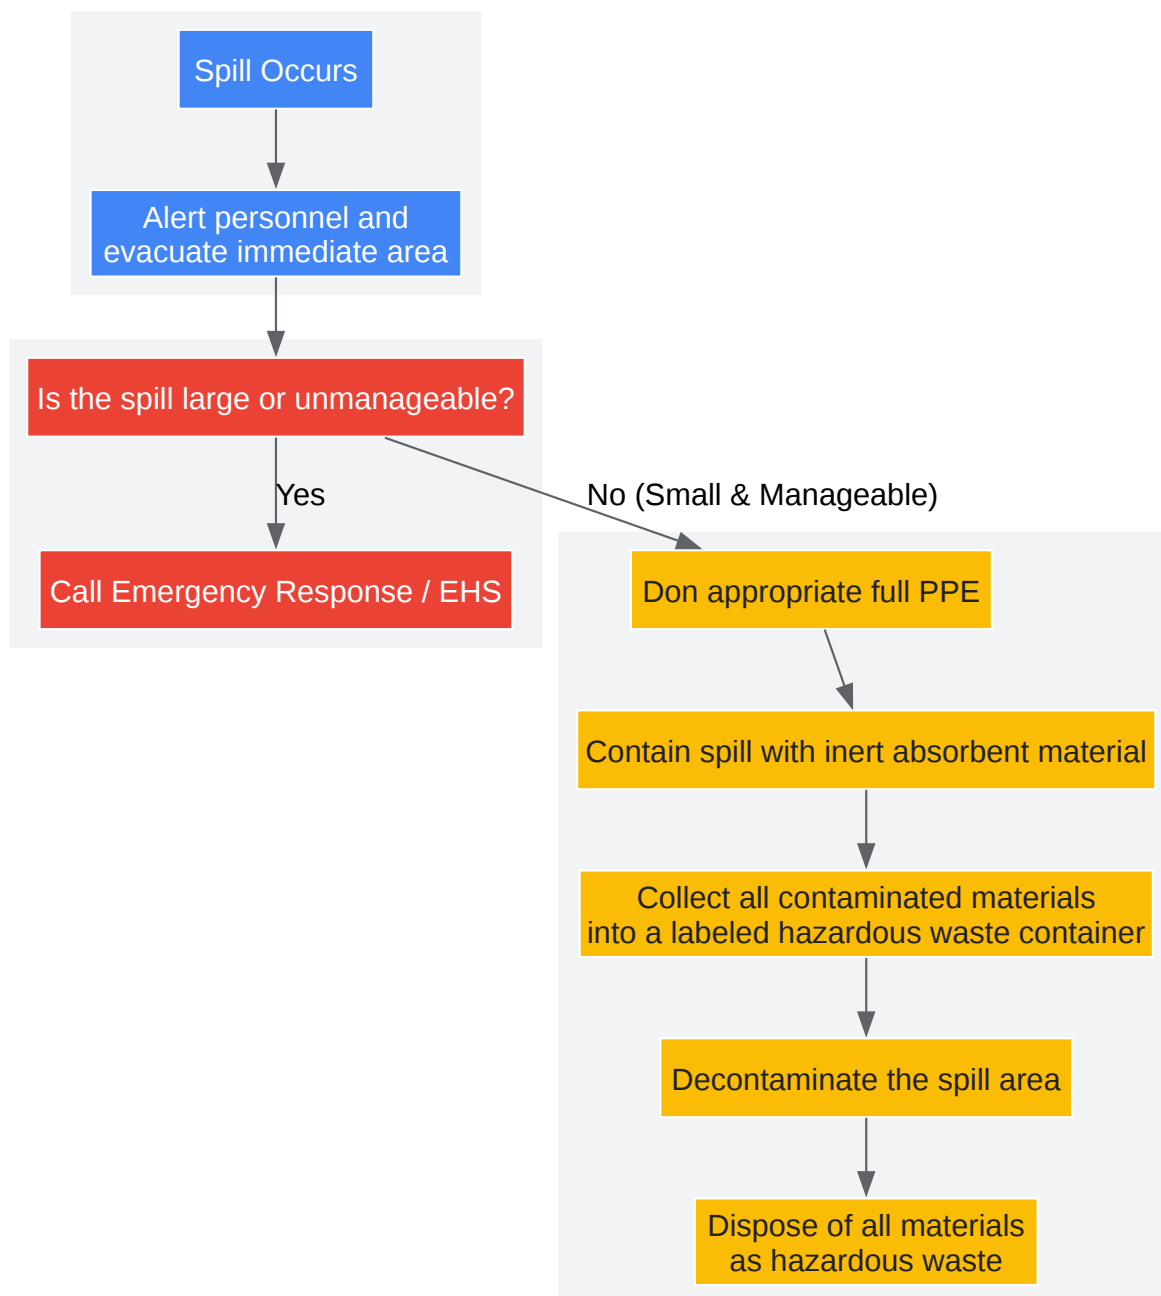 Spill Occurs
Alert personnel and
evacuate immediate area
Is the spill large or unmanageable?
Yes
No (Small & Manageable)
Call Emergency Response / EHS
Don appropriate full PPE
Contain spill with inert absorbent material
Collect all contaminated materials
into a labeled hazardous waste container
Decontaminate the spill area
Dispose of all materials
as hazardous waste